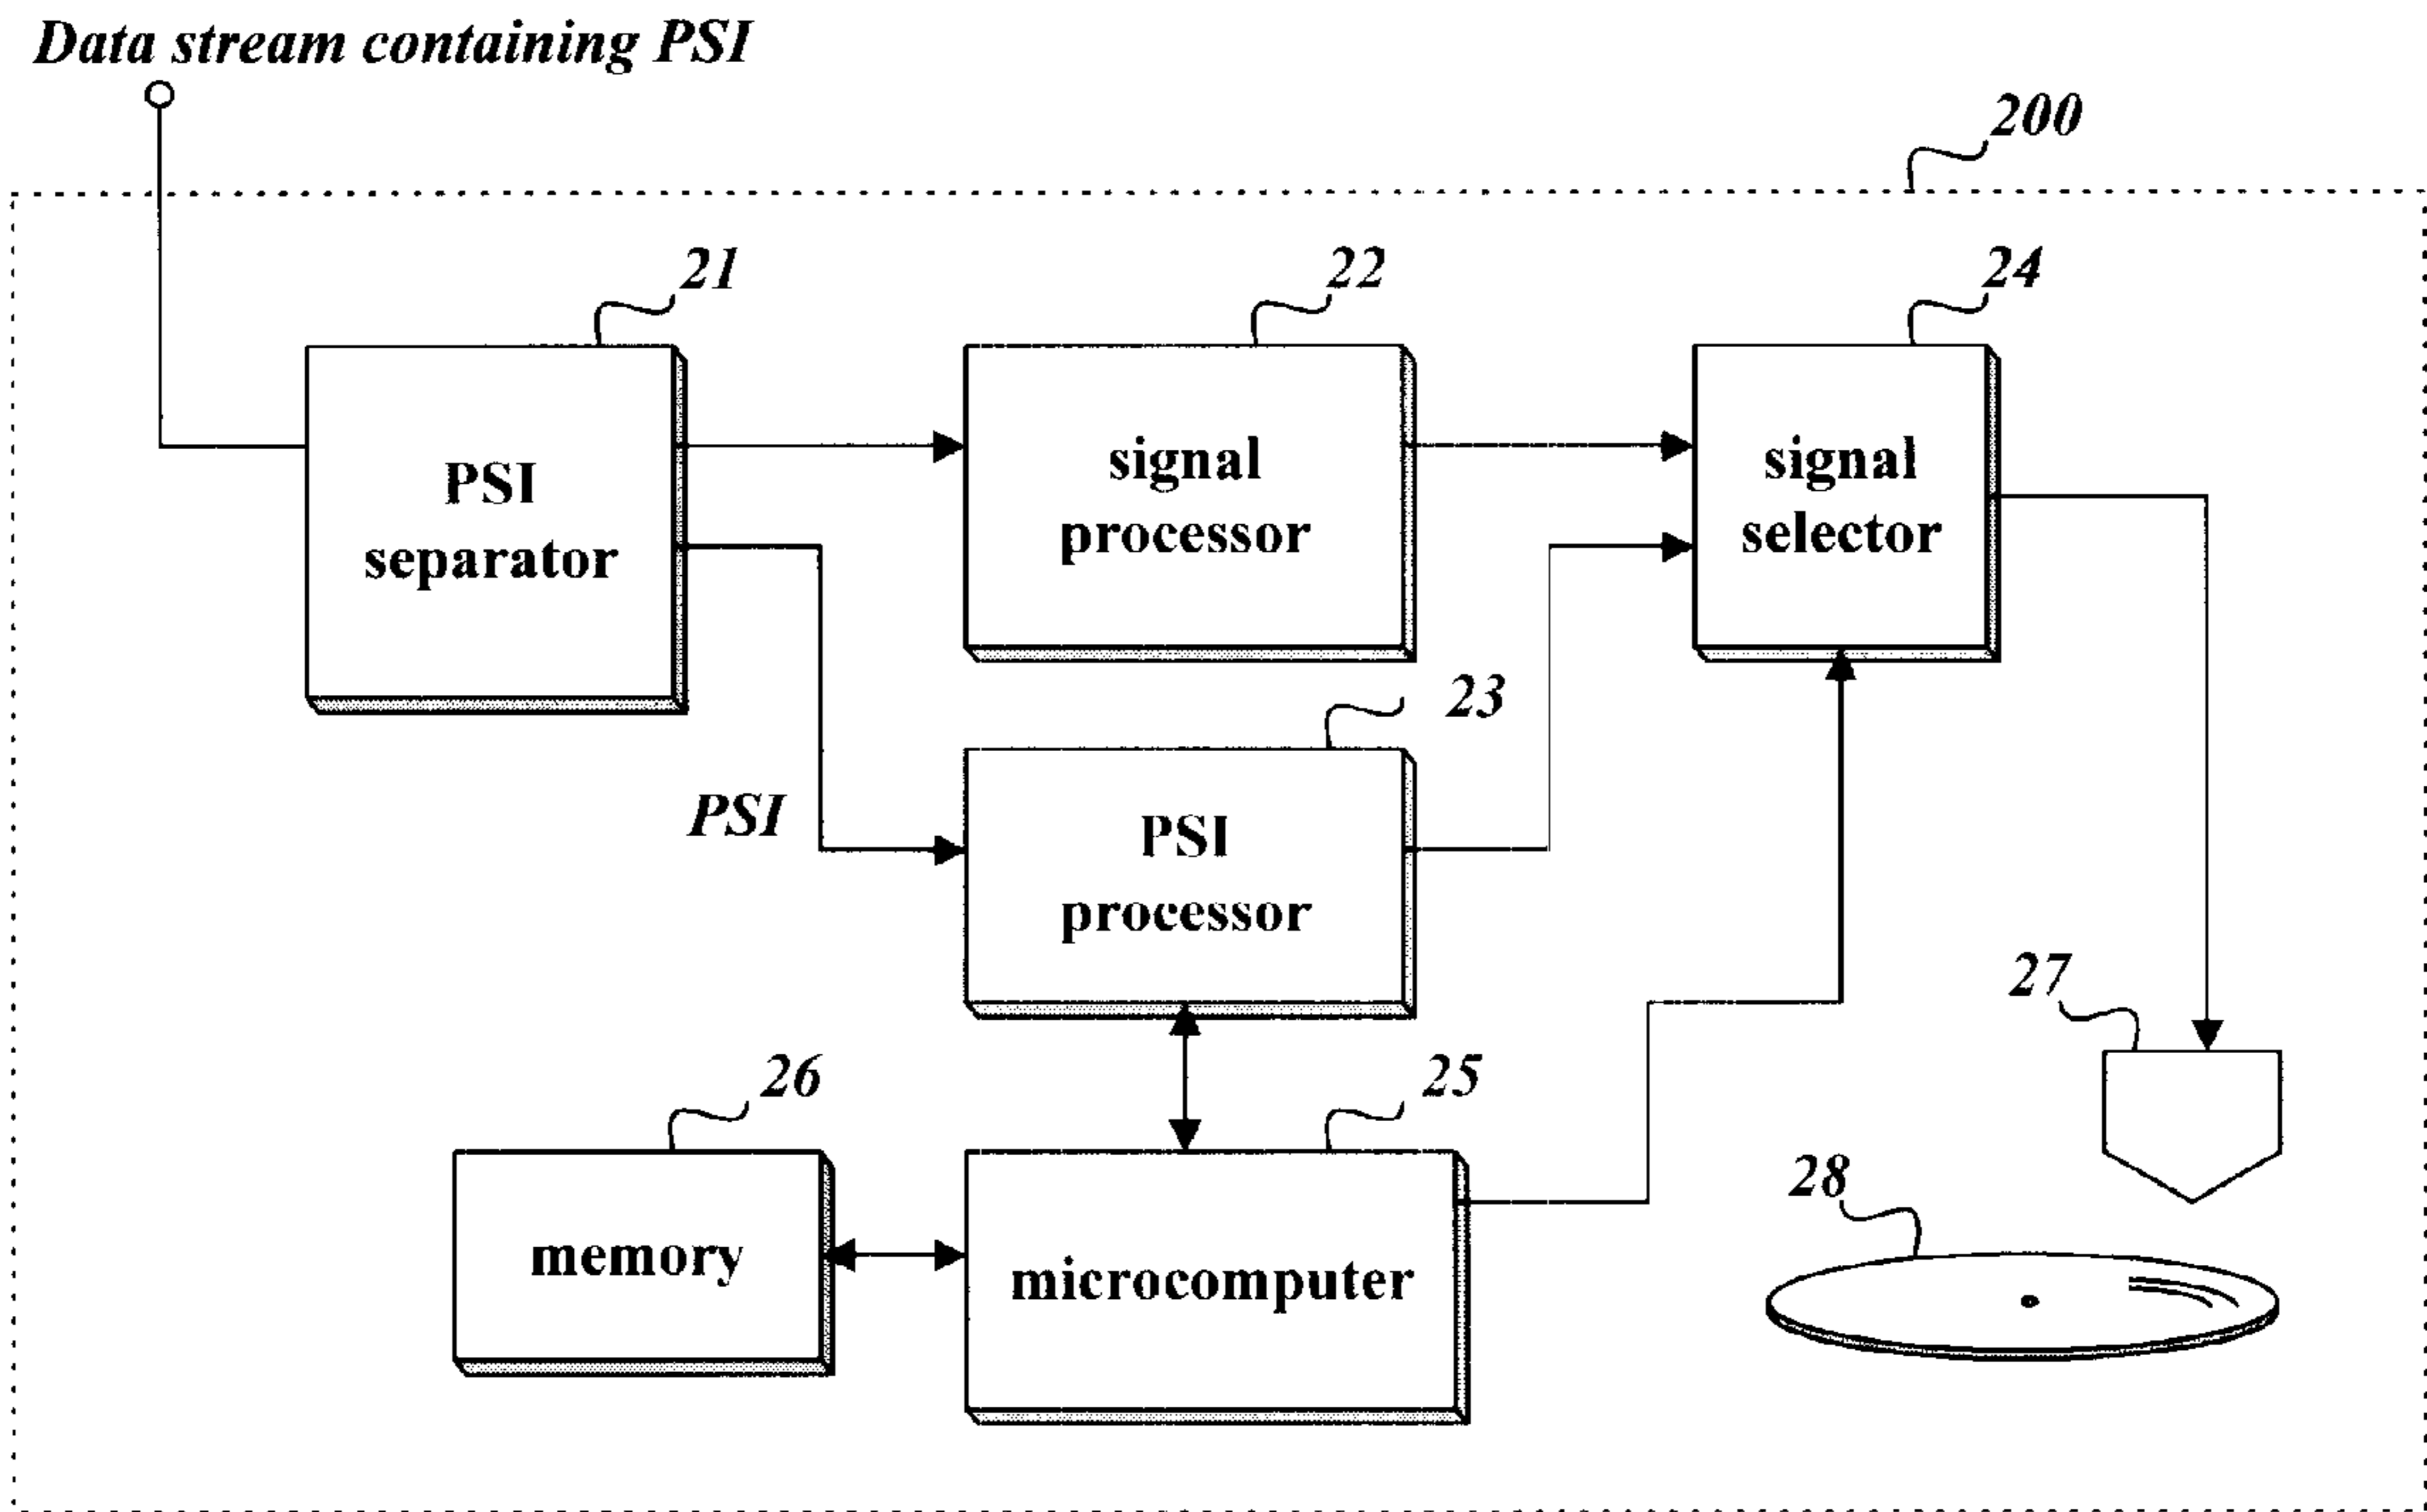 Data stream containing PSI
200
21
22
24
PSI
separator
signal
processor
signal
selector
23
PSI
PSI
processor
27
26
25
28
memory
microcomputer